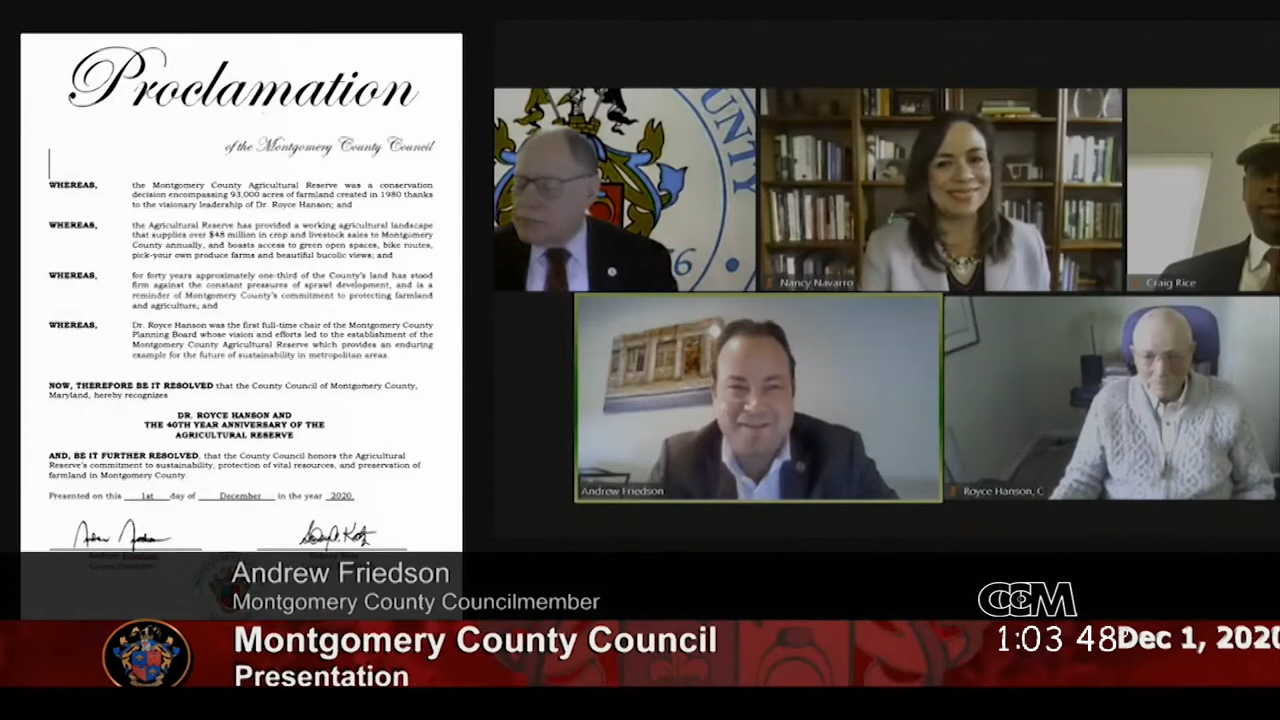 Proclamation
of the Montgomery County Council
WHEREAS, the Montgomery County Agricultural Reserve was a conservation
decision encompassing 93,000 acres of farmland created in 1980 thanks
to the visionary leadership of Dr. Royce Hanson; and
WHEREAS, the Agricultural Reserve has provided a working agricultural landscape
that supplies over $48 million in crop and livestock sales to Montgomery
County annually, and boasts access to green open spaces, bike routes,
pick-your own produce farms and beautiful bucolic views; and
WHEREAS, for forty years approximately one-third of the County's land has stood
firm against the constant pressures of sprawl development, and is a
reminder of Montgomery County's commitment to protecting farmland
and agriculture; and
WHEREAS, Dr. Royce Hanson was the first full-time chair of the Montgomery County
Planning Board whose vision and efforts led to the establishment of the
Montgomery County Agricultural Reserve which provides an enduring
example for the future of sustainability in metropolitan areas.
NOW, THEREFORE BE IT RESOLVED that the County Council of Montgomery County,
Maryland, hereby recognizes
DR. ROYCE HANSON AND
THE 40TH YEAR ANNIVERSARY OF THE
AGRICULTURAL RESERVE
AND, BE IT FURTHER RESOLVED, that the County Council honors the Agricultural
Reserve's commitment to sustainability, protection of vital resources, and preservation of
farmland in Montgomery County.
Presented on this 1st day of December in the year 2020
UNTY
76
Nancy Navarro
Craig Rice
Andrew Friedson
Royce Hanson, C
Andrew Friedson
Montgomery County Councilmember
CCM
Montgomery County Council
1:03 48P Dec 1, 2020
Presentation